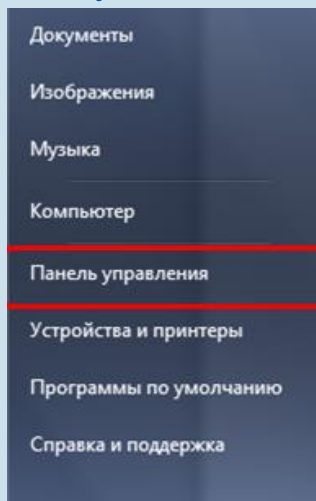 Документы
Изображения
Музыка
Компьютер
Панель управления
Устройства и принтеры
Программы по умолчанию
Справка и поддержка